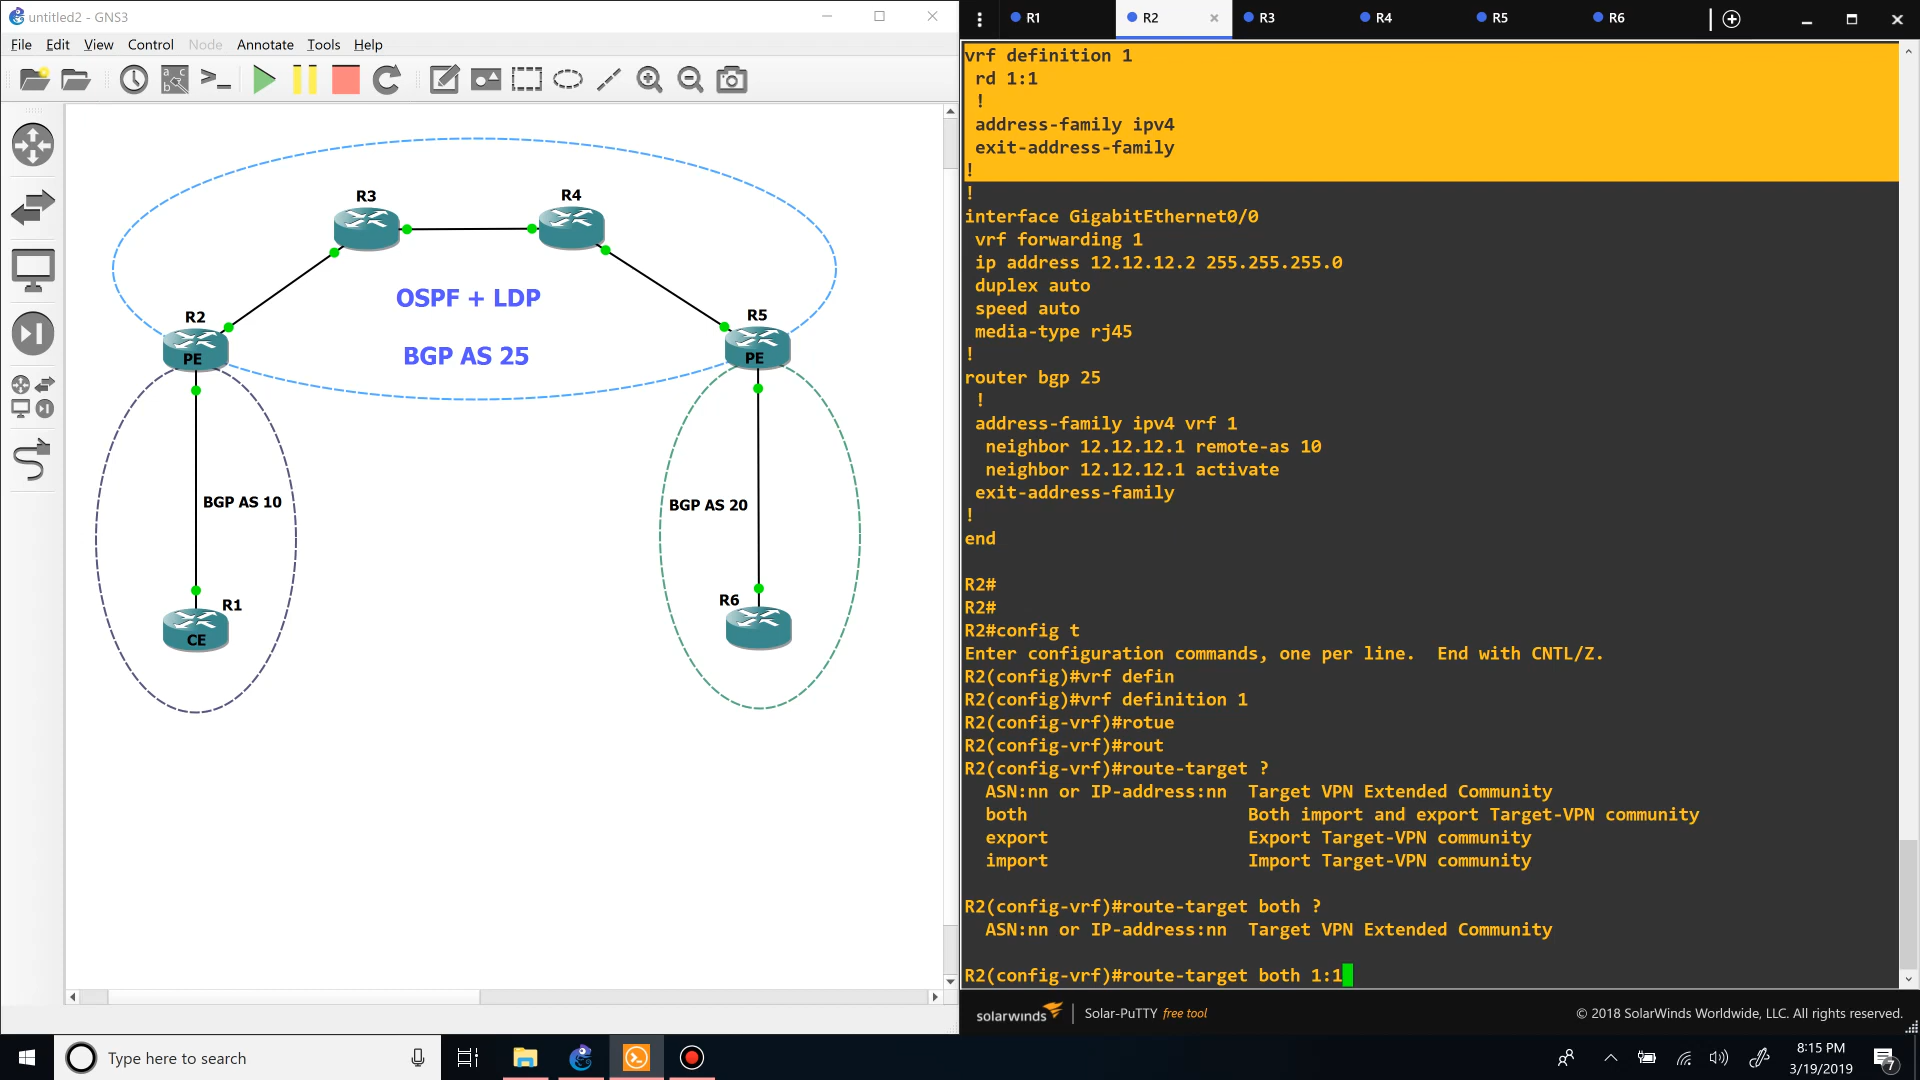 untitled2 - GNS3
File Edit View Control Node Annotate Tools Help
R3
R4
OSPF + LDP
R2
PE
R5
PE
BGP AS 25
BGP AS 10
BGP AS 20
R1
CE
R6
R1 R2 R3 R4 R5 R6
vrf definition 1
rd 1:1
!
address-family ipv4
exit-address-family
!
!
interface GigabitEthernet0/0
vrf forwarding 1
ip address 12.12.12.2 255.255.255.0
duplex auto
speed auto
media-type rj45
!
router bgp 25
!
address-family ipv4 vrf 1
neighbor 12.12.12.1 remote-as 10
neighbor 12.12.12.1 activate
exit-address-family
!
end
R2#
R2#
R2#config t
Enter configuration commands, one per line.  End with CNTL/Z.
R2(config)#vrf defin
R2(config)#vrf definition 1
R2(config-vrf)#rotue
R2(config-vrf)#rout
R2(config-vrf)#route-target ?
ASN:nn or IP-address:nn  Target VPN Extended Community
both  Both import and export Target-VPN community
export  Export Target-VPN community
import  Import Target-VPN community
R2(config-vrf)#route-target both ?
ASN:nn or IP-address:nn  Target VPN Extended Community
R2(config-vrf)#route-target both 1:1
solarwinds | Solar-PuTTY free tool
© 2018 SolarWinds Worldwide, LLC. All rights reserved.
Type here to search
8:15 PM
3/19/2019
7